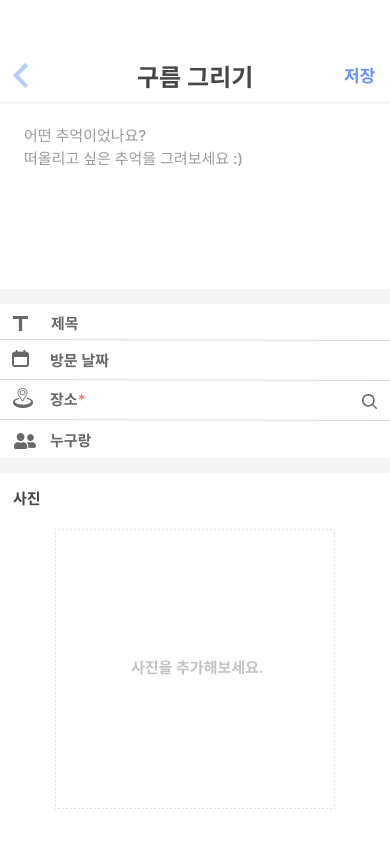 구름 그리기
저장
어떤 추억이었나요?
떠올리고 싶은 추억을 그려보세요 :)
제목
방문 날짜
장소*
누구랑
사진
사진을 추가해보세요.